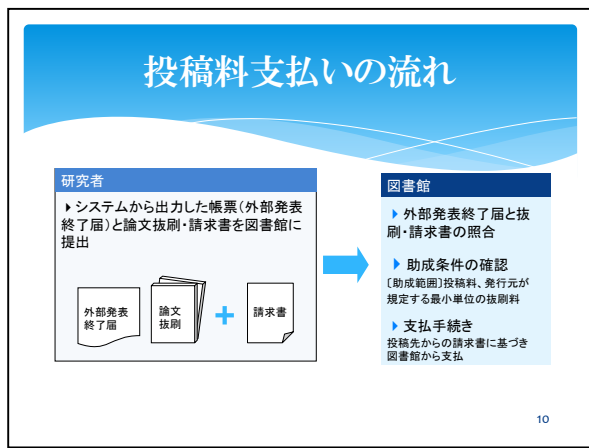 投稿料支払いの流れ
研究者
システムから出力した帳票(外部発表
終了届)と論文抜刷・請求書を図書館に
提出
外部発表
終了届
論文
抜刷
+
請求書
図書館
外部発表終了届と抜
刷・請求書の照合
助成条件の確認
〔助成範囲〕投稿料、発行元が
規定する最小単位の抜刷料
支払手続き
投稿先からの請求書に基づき
図書館から支払
10